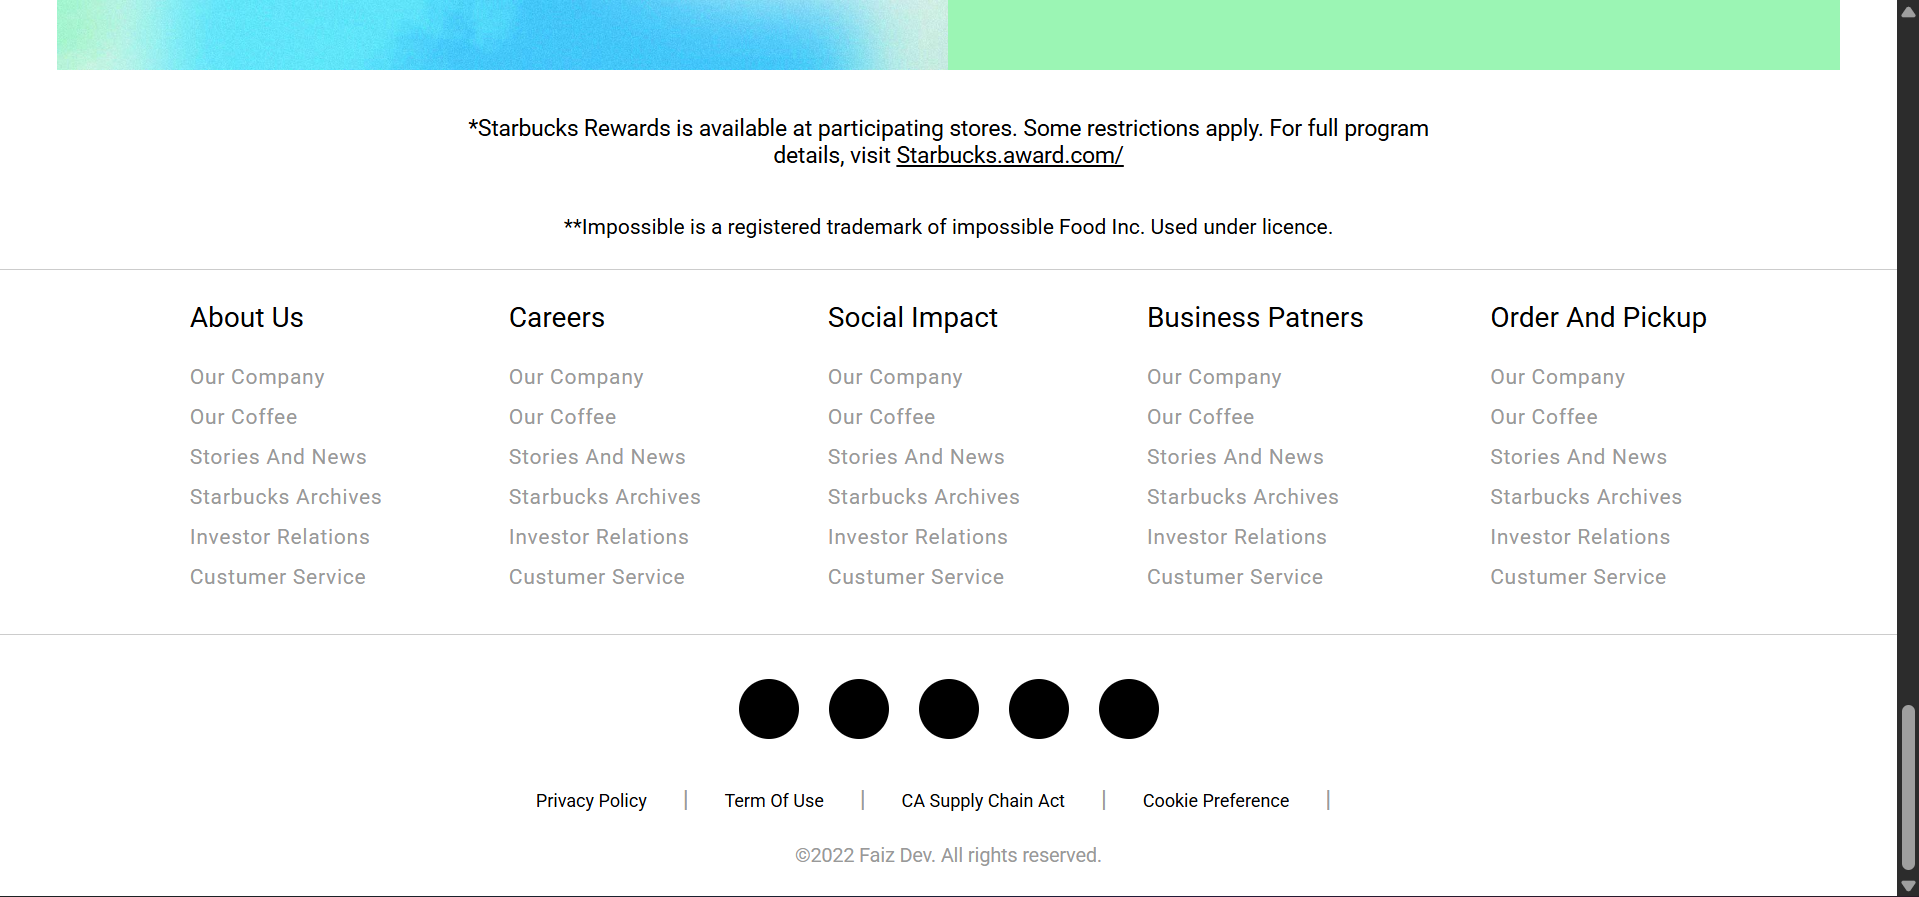 *Starbucks Rewards is available at participating stores. Some restrictions apply. For full program
details, visit Starbucks.award.com/
**Impossible is a registered trademark of impossible Food Inc. Used under licence.
About Us
Our Company
Our Coffee
Stories And News
Starbucks Archives
Investor Relations
Custumer Service
Careers
Our Company
Our Coffee
Stories And News
Starbucks Archives
Investor Relations
Custumer Service
Social Impact
Our Company
Our Coffee
Stories And News
Starbucks Archives
Investor Relations
Custumer Service
Business Patners
Our Company
Our Coffee
Stories And News
Starbucks Archives
Investor Relations
Custumer Service
Order And Pickup
Our Company
Our Coffee
Stories And News
Starbucks Archives
Investor Relations
Custumer Service
Privacy Policy | Term Of Use | CA Supply Chain Act | Cookie Preference |
©2022 Faiz Dev. All rights reserved.